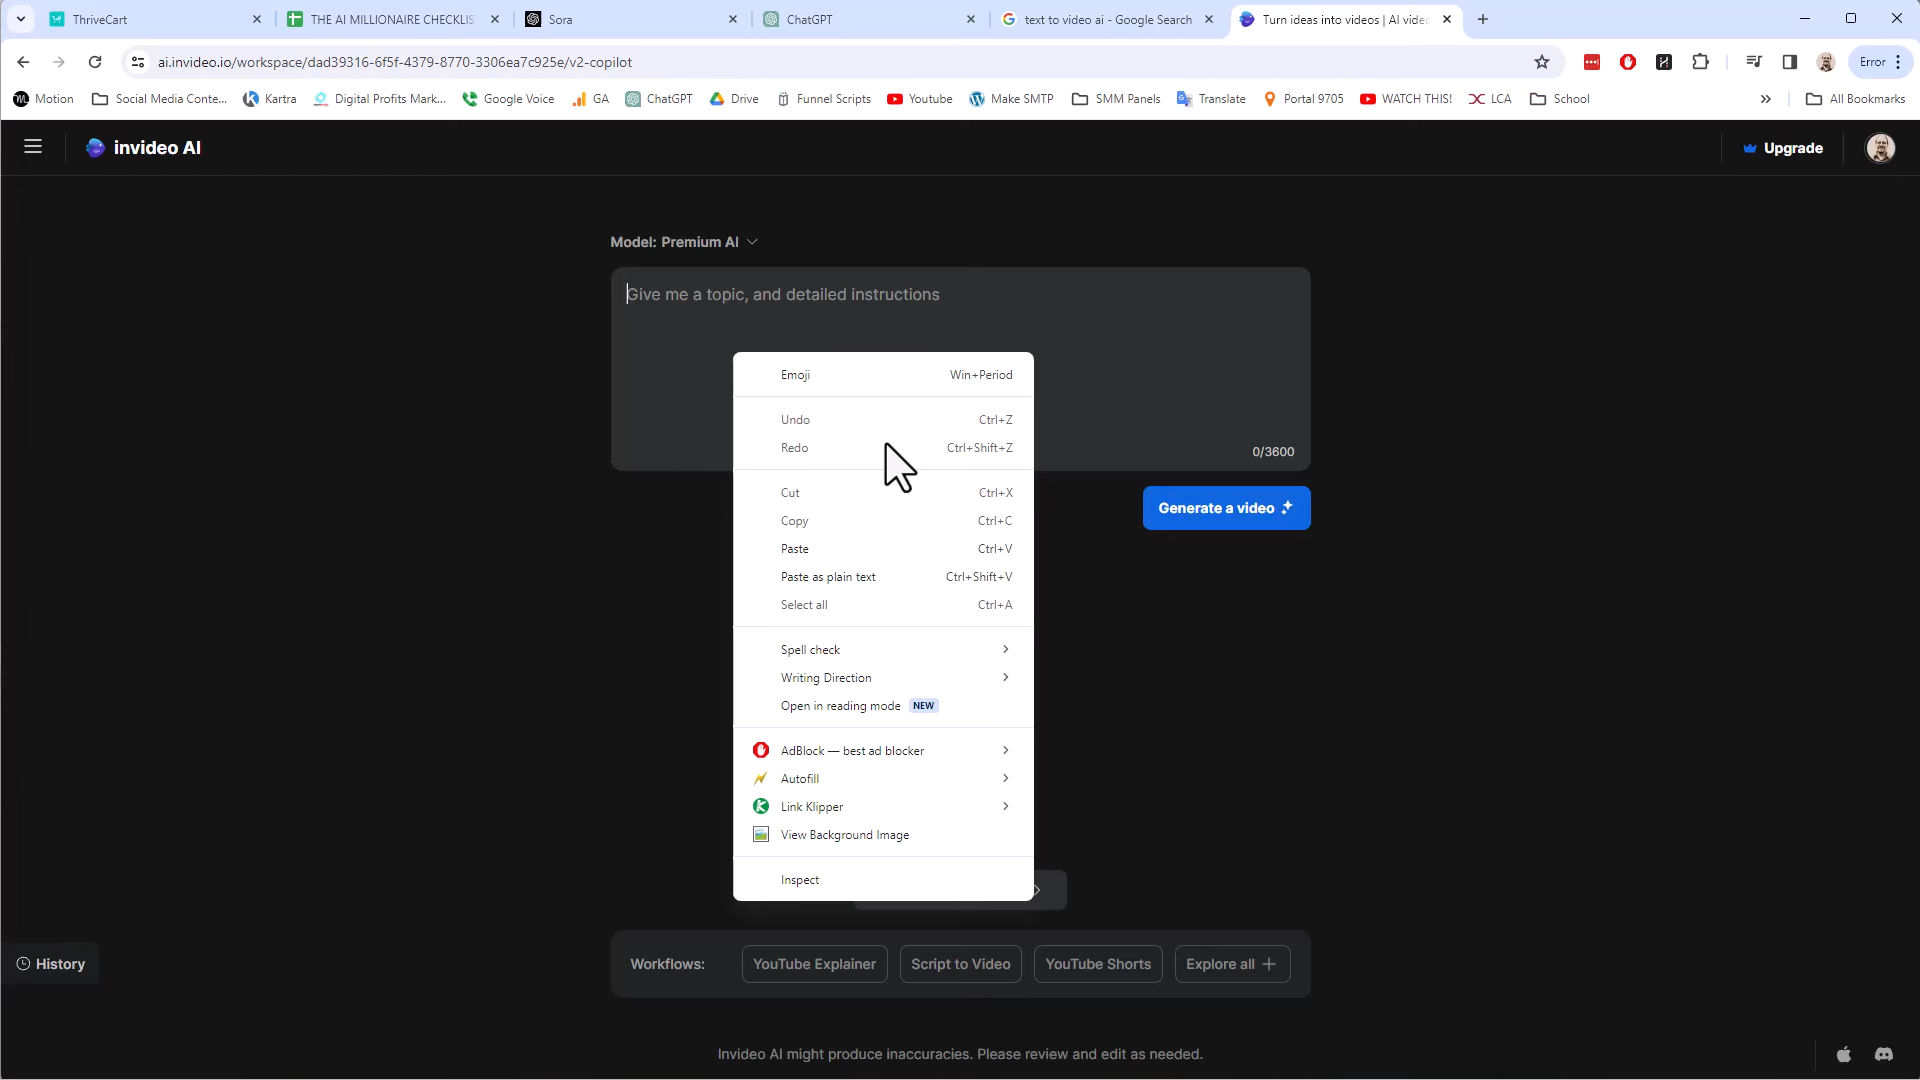 ThriveCart
THE AI MILLIONAIRE CHECKLIS
Sora
ChatGPT
text to video ai - Google Search
Turn ideas into videos | AI video
ai.invideo.io/workspace/dad39316-6f5f-4379-8770-3306ea7c925e/v2-copilot
Error
Motion
Social Media Conte...
Kartra
Digital Profits Mark...
Google Voice
GA
ChatGPT
Drive
Funnel Scripts
Youtube
Make SMTP
SMM Panels
Translate
Portal 9705
WATCH THIS!
LCA
School
All Bookmarks
invideo AI
Upgrade
Model: Premium AI
Give me a topic, and detailed instructions
Emoji Win+Period
Undo Ctrl+Z
Redo Ctrl+Shift+Z
0/3600
Cut Ctrl+X
Generate a video
Copy Ctrl+C
Paste Ctrl+V
Paste as plain text Ctrl+Shift+V
Select all Ctrl+A
Spell check
Writing Direction
Open in reading mode NEW
AdBlock — best ad blocker
Autofill
Link Klipper
View Background Image
Inspect
History
Workflows:
YouTube Explainer
Script to Video
YouTube Shorts
Explore all
Invideo AI might produce inaccuracies. Please review and edit as needed.